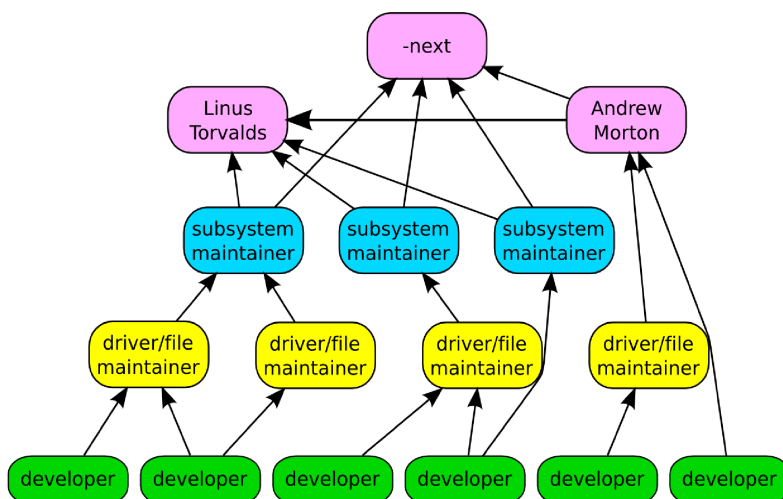 -next
Linus
Torvalds
Andrew
Morton
subsystem
maintainer
subsystem
maintainer
subsystem
maintainer
driver/file
maintainer
driver/file
maintainer
driver/file
maintainer
driver/file
maintainer
developer
developer
developer
developer
developer
developer